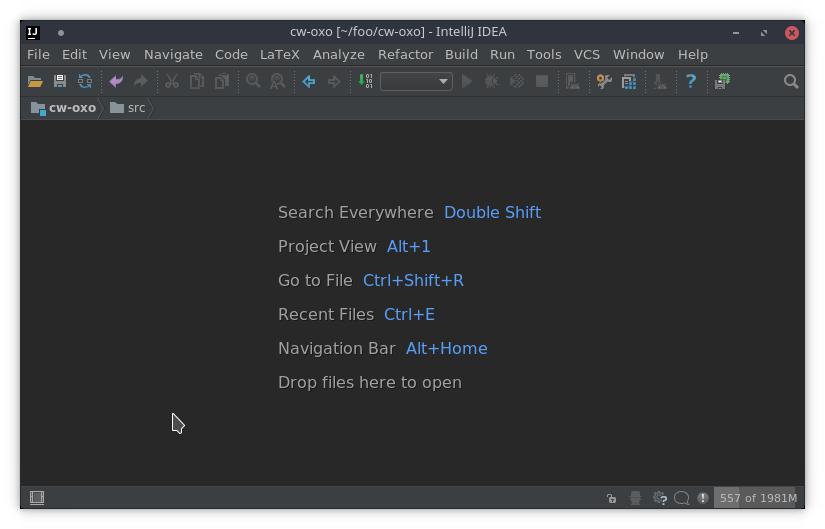 IJ
cw-oxo [~/foo/cw-oxo] - IntelliJ IDEA
File Edit View Navigate Code LaTeX Analyze Refactor Build Run Tools VCS Window Help
cw-oxo src
Search Everywhere Double Shift
Project View Alt+1
Go to File Ctrl+Shift+R
Recent Files Ctrl+E
Navigation Bar Alt+Home
Drop files here to open
557 of 1981M